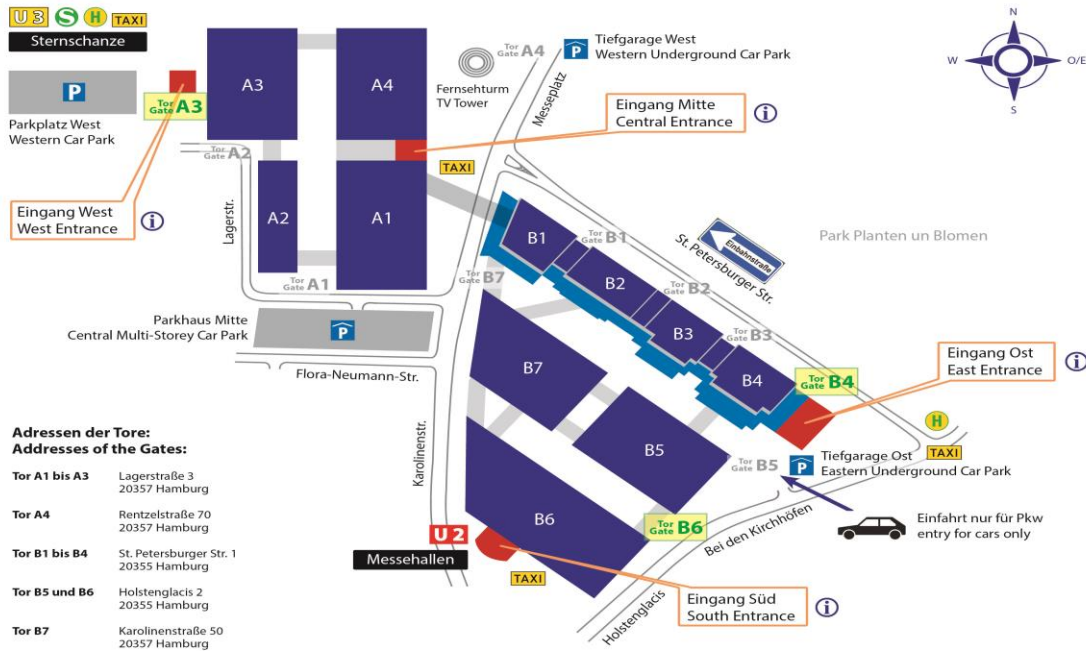 U3 S H TAXI
Sternschanze
P
Parkplatz West
Western Car Park
Tor
Gate A3
A3
A4
Tor
Gate A4
Fernsehturm
TV Tower
P
Tiefgarage West
Western Underground Car Park
Messeplatz
Eingang Mitte
Central Entrance
i
N
W
O/E
S
Tor
Gate A2
TAXI
Eingang West
West Entrance
i
Lagerstr.
A2
A1
Tor
Gate A1
B1
Tor
Gate B1
Einbahnstraße
St. Petersburger Str.
Park Planten un Blomen
Tor
Gate B7
B2
Tor
Gate B2
Parkhaus Mitte
Central Multi-Storey Car Park
P
B3
Tor
Gate B3
Eingang Ost
East Entrance
i
Flora-Neumann-Str.
B7
B4
Tor
Gate B4
H
TAXI
Karolinenstr.
B5
Tor
Gate B5
P
Tiefgarage Ost
Eastern Underground Car Park
Adressen der Tore:
Addresses of the Gates:
Tor A1 bis A3 Lagerstraße 3
20357 Hamburg
Tor A4 Rentzelstraße 70
20357 Hamburg
Tor B1 bis B4 St. Petersburger Str. 1
20355 Hamburg
Tor B5 und B6 Holstenglacis 2
20355 Hamburg
Tor B7 Karolinenstraße 50
20357 Hamburg
B6
Tor
Gate B6
Bei den Kirchhöfen
Einfahrt nur für Pkw
entry for cars only
U2
Messehallen
TAXI
Holstenglacis
Eingang Süd
South Entrance
i